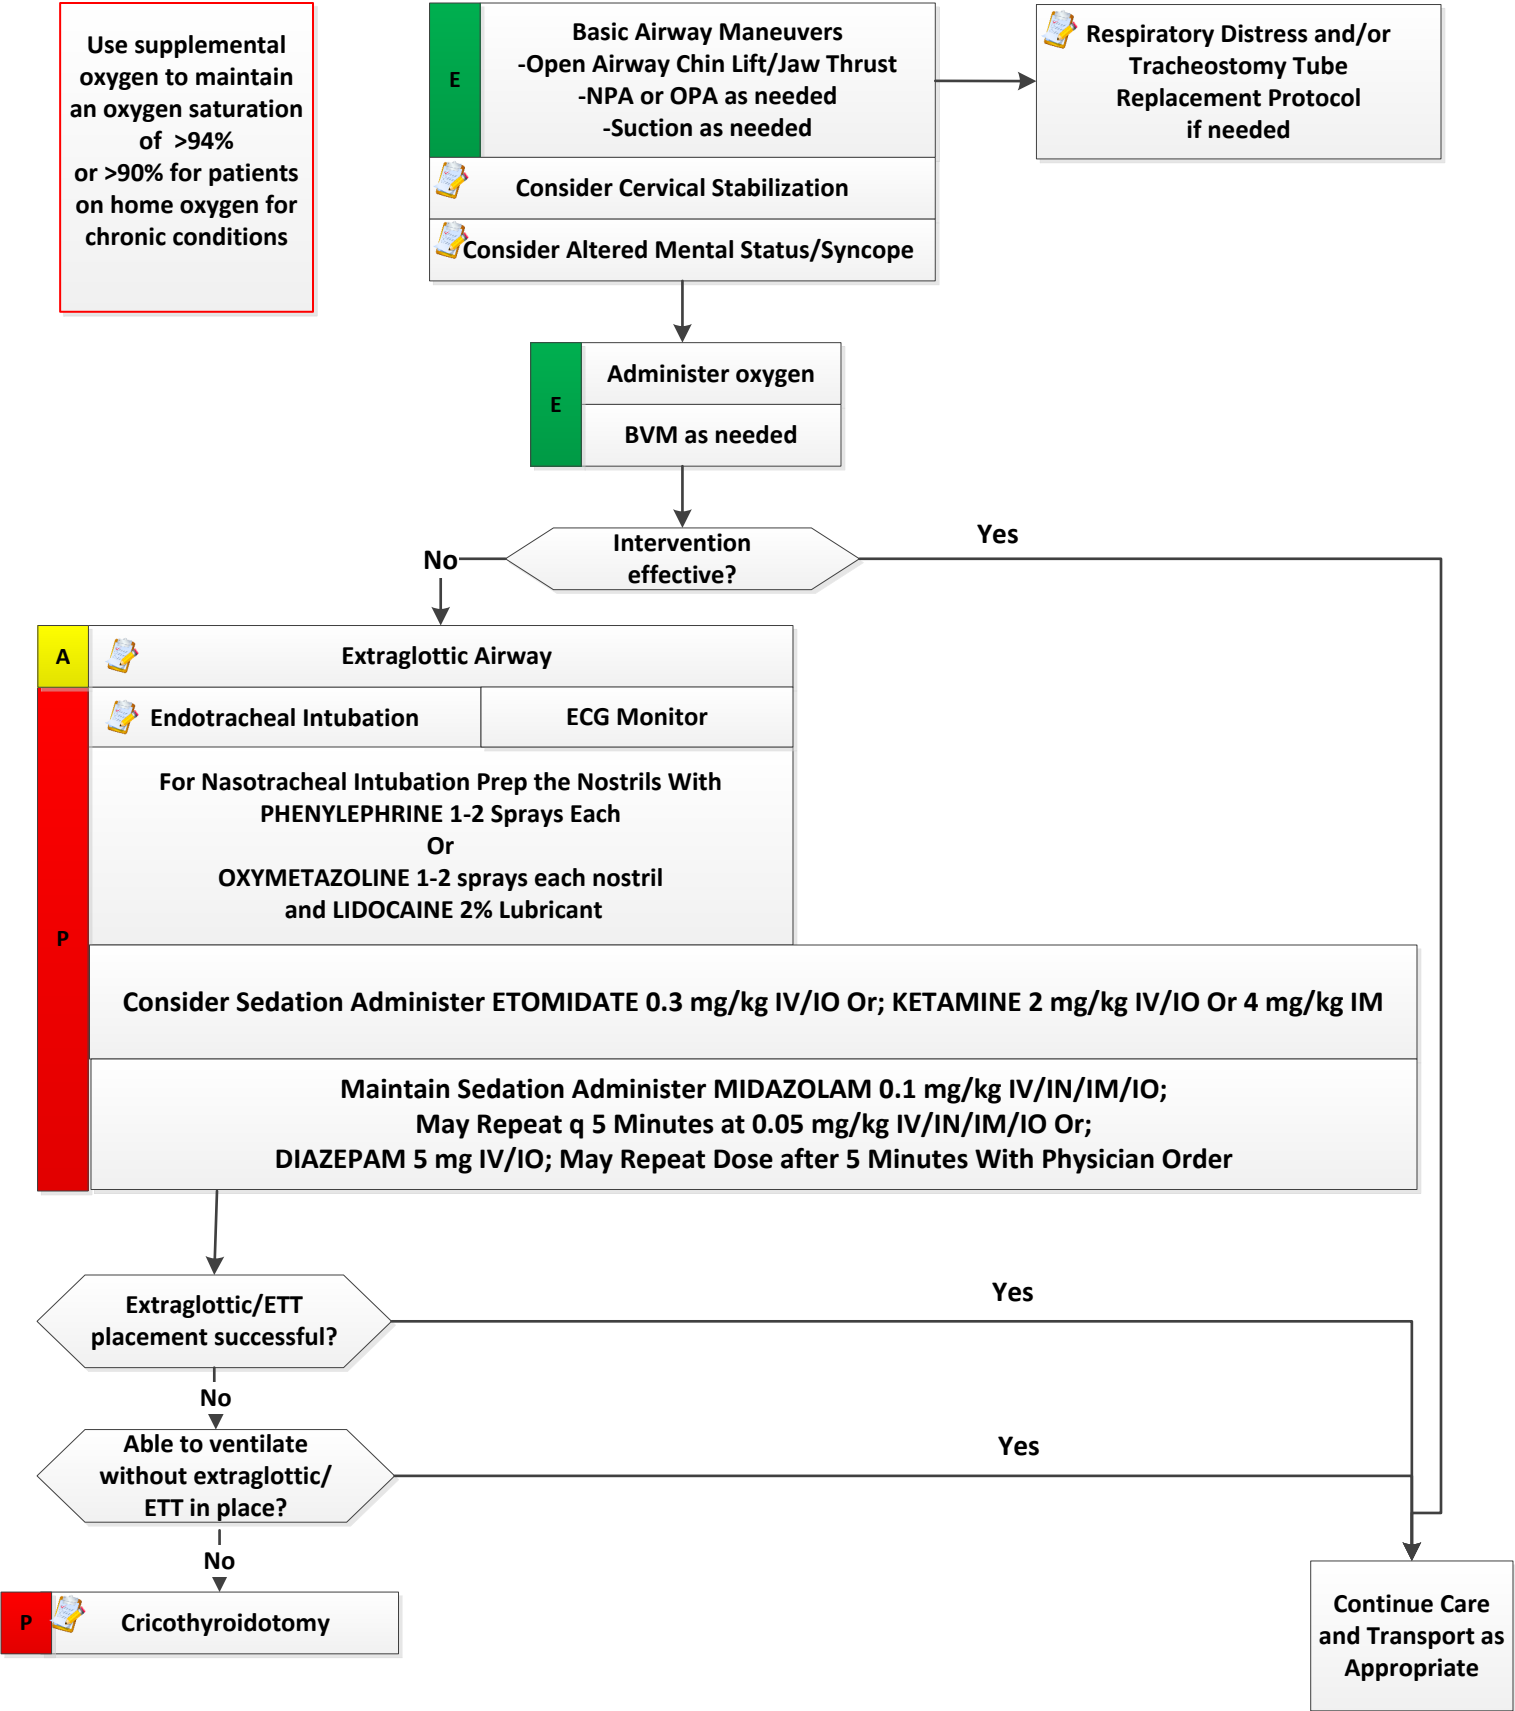 Use supplemental
oxygen to maintain
an oxygen saturation
of >94%
or >90% for patients
on home oxygen for
chronic conditions
E
Basic Airway Maneuvers
-Open Airway Chin Lift/Jaw Thrust
-NPA or OPA as needed
-Suction as needed
Consider Cervical Stabilization
Consider Altered Mental Status/Syncope
Respiratory Distress and/or
Tracheostomy Tube
Replacement Protocol
if needed
E
Administer oxygen
BVM as needed
Intervention
effective?
No
Yes
A
Extraglottic Airway
P
Endotracheal Intubation
ECG Monitor
For Nasotracheal Intubation Prep the Nostrils With
PHENYLEPHRINE 1-2 Sprays Each
Or
OXYMETAZOLINE 1-2 sprays each nostril
and LIDOCAINE 2% Lubricant
Consider Sedation Administer ETOMIDATE 0.3 mg/kg IV/IO Or; KETAMINE 2 mg/kg IV/IO Or 4 mg/kg IM
Maintain Sedation Administer MIDAZOLAM 0.1 mg/kg IV/IN/IM/IO;
May Repeat q 5 Minutes at 0.05 mg/kg IV/IN/IM/IO Or;
DIAZEPAM 5 mg IV/IO; May Repeat Dose after 5 Minutes With Physician Order
Extraglottic/ETT
placement successful?
Yes
No
Able to ventilate
without extraglottic/
ETT in place?
Yes
No
P
Cricothyroidotomy
Continue Care
and Transport as
Appropriate